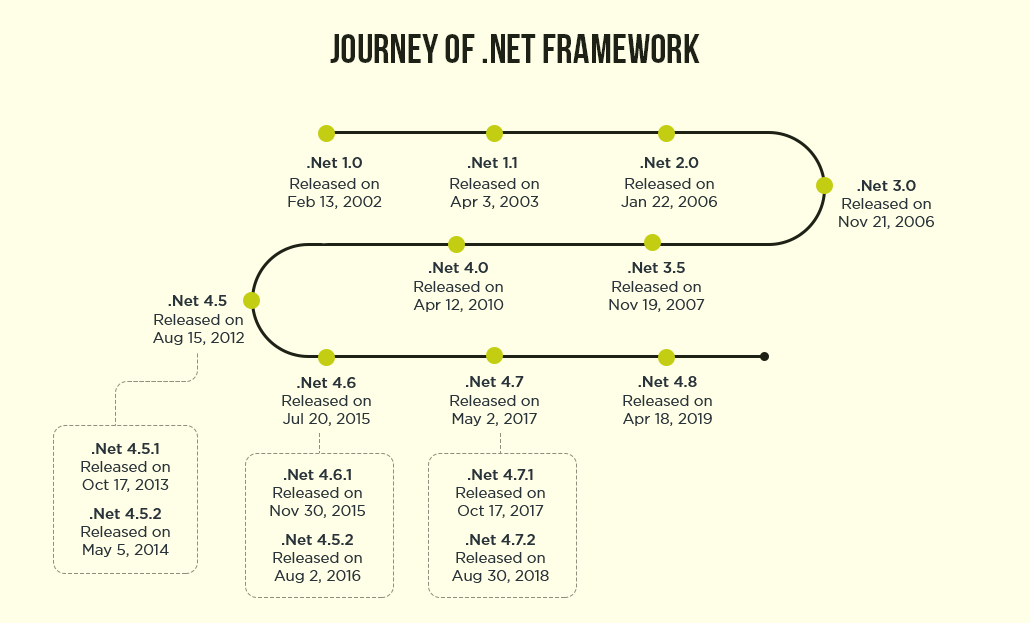 JOURNEY OF .NET FRAMEWORK
.Net 1.0
Released on
Feb 13, 2002
.Net 1.1
Released on
Apr 3, 2003
.Net 2.0
Released on
Jan 22, 2006
.Net 3.0
Released on
Nov 21, 2006
.Net 3.5
Released on
Nov 19, 2007
.Net 4.0
Released on
Apr 12, 2010
.Net 4.5
Released on
Aug 15, 2012
.Net 4.5.1
Released on
Oct 17, 2013
.Net 4.5.2
Released on
May 5, 2014
.Net 4.6
Released on
Jul 20, 2015
.Net 4.6.1
Released on
Nov 30, 2015
.Net 4.5.2
Released on
Aug 2, 2016
.Net 4.7
Released on
May 2, 2017
.Net 4.7.1
Released on
Oct 17, 2017
.Net 4.7.2
Released on
Aug 30, 2018
.Net 4.8
Released on
Apr 18, 2019